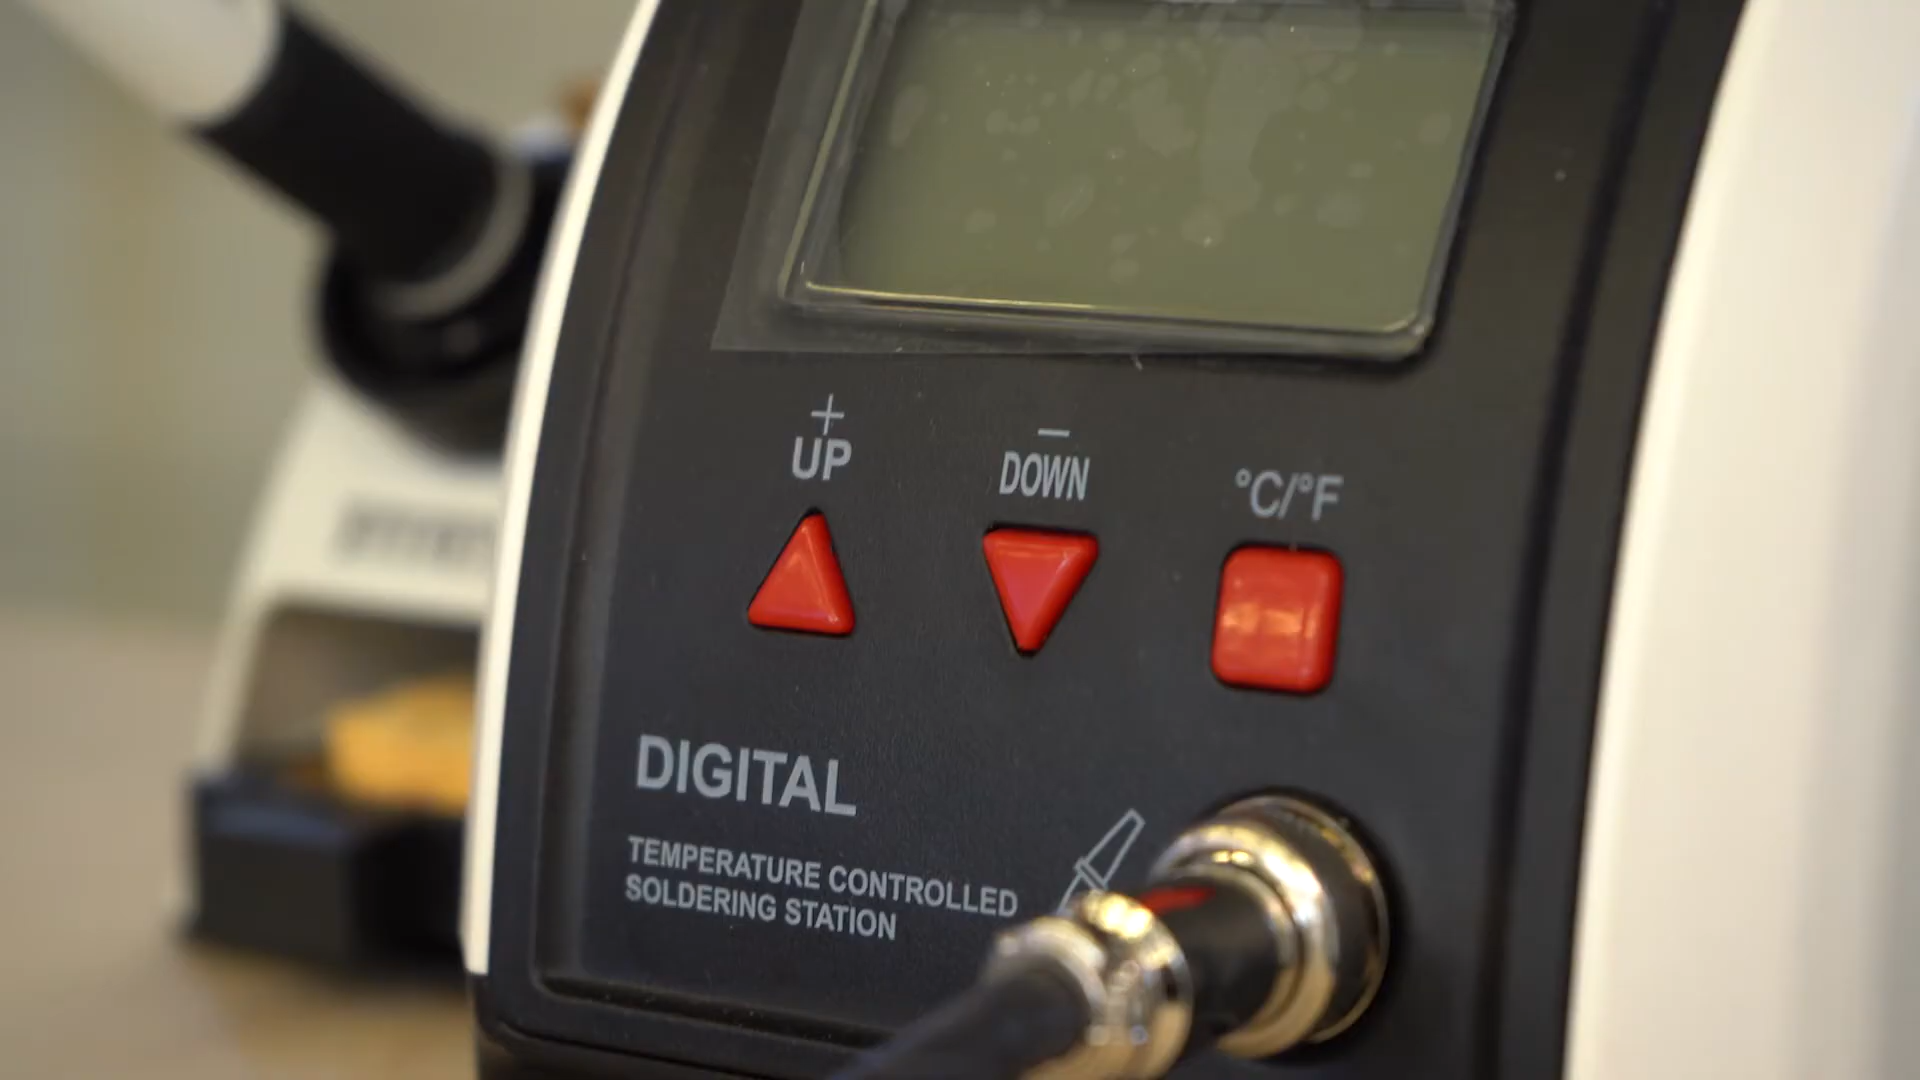 +
UP
–
DOWN
°C/°F
DIGITAL
TEMPERATURE CONTROLLED
SOLDERING STATION